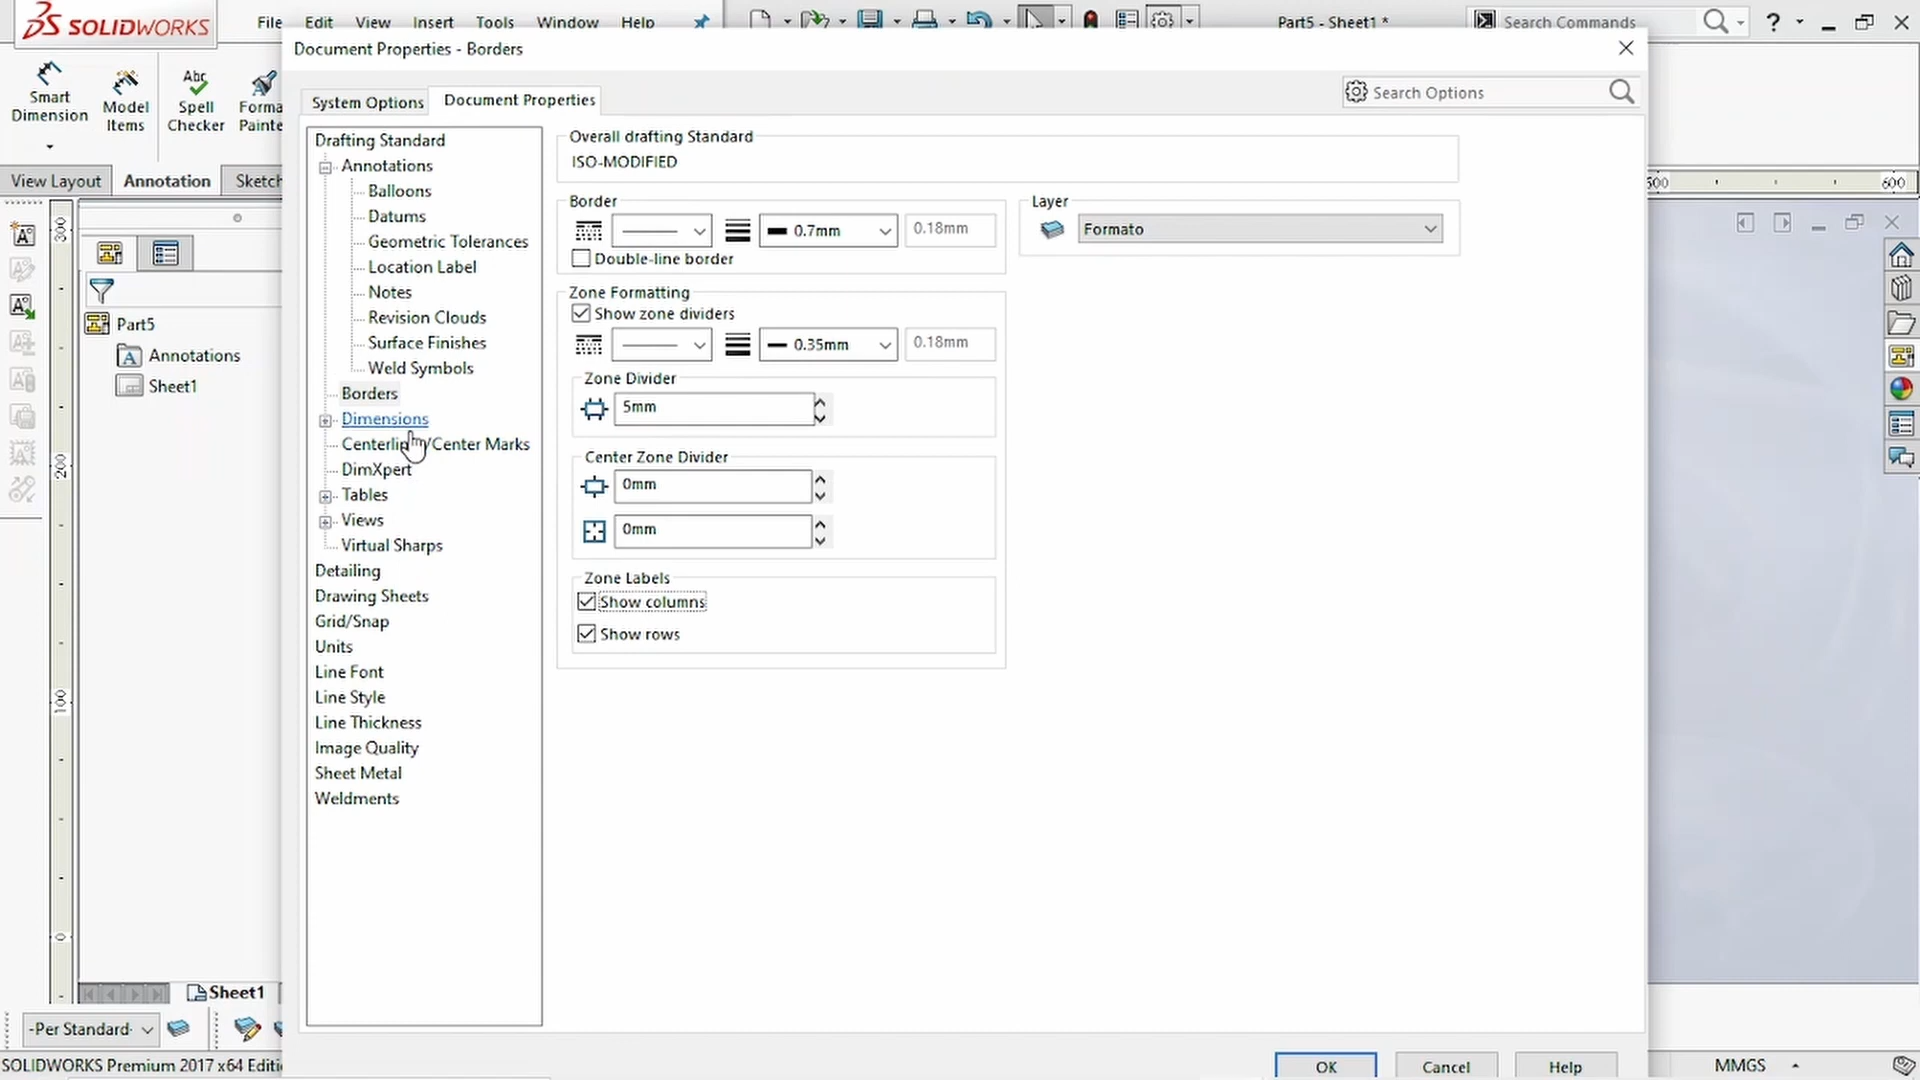 SOLIDWORKS
File Edit View Insert Tools Window Help
Part5 - Sheet1 *
Search Commands
?
Document Properties - Borders
Smart Dimension
Model Items
Abc
Spell Checker
System Options
Document Properties
Search Options
View Layout
Annotation
Drafting Standard
Annotations
Balloons
Datums
Geometric Tolerances
Location Label
Notes
Revision Clouds
Surface Finishes
Weld Symbols
Borders
Dimensions
/Center Marks
DimXpert
Tables
Views
Virtual Sharps
Detailing
Drawing Sheets
Grid/Snap
Units
Line Font
Line Style
Line Thickness
Image Quality
Sheet Metal
Weldments
Overall drafting Standard
ISO-MODIFIED
Border
0.7mm
0.18mm
Double-line border
Layer
Formato
Zone Formatting
Show zone dividers
0.35mm
0.18mm
Zone Divider
5mm
Center Zone Divider
0mm
0mm
Zone Labels
Show columns
Show rows
Part5
Annotations
Sheet1
300
200
100
0
600
Sheet1
-Per Standard-
SOLIDWORKS Premium 2017 x64
OK
Cancel
Help
MMGS